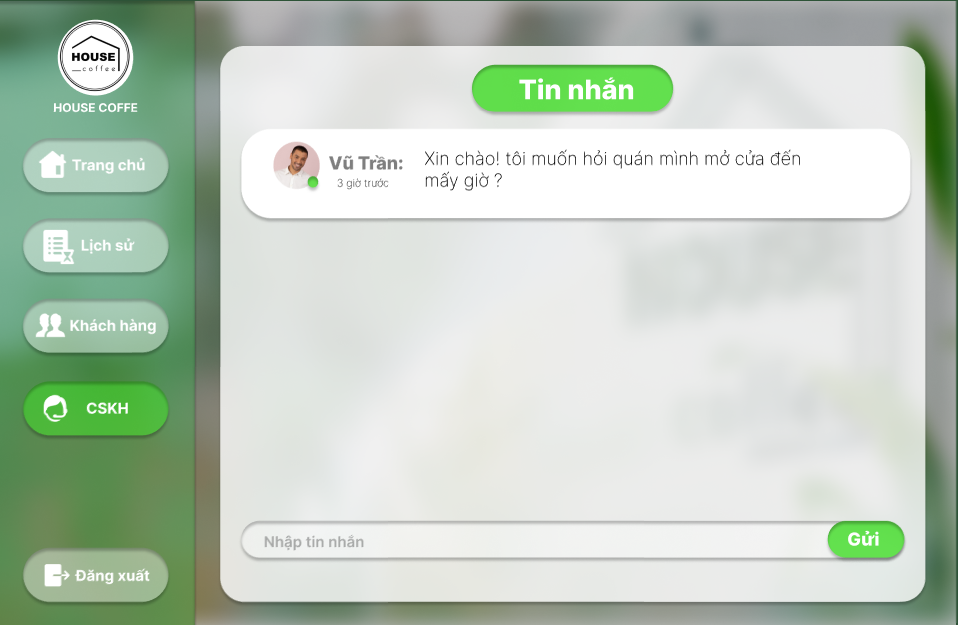 HOUSE
coffee
HOUSE COFFE
Trang chủ
Lịch sử
Khách hàng
CSKH
Đăng xuất
Tin nhắn
Vũ Trần:
3 giờ trước
Xin chào! tôi muốn hỏi quán mình mở cửa đến
mấy giờ ?
Nhập tin nhắn
Gửi